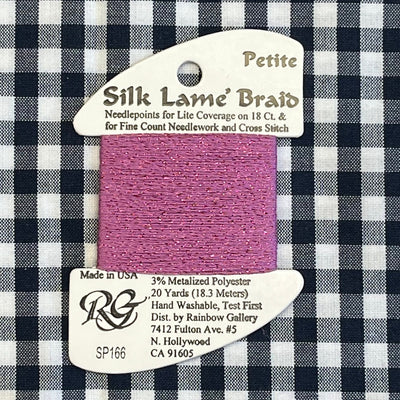 Petite
Silk Lame' Braid
Needlepoints for Lite Coverage on 18 Ct. &
for Fine Count Needlework and Cross Stitch
Made in USA
RG
SP166
3% Metalized Polyester
20 Yards (18.3 Meters)
Hand Washable, Test First
Dist. by Rainbow Gallery
7412 Fulton Ave. #5
N. Hollywood
CA 91605